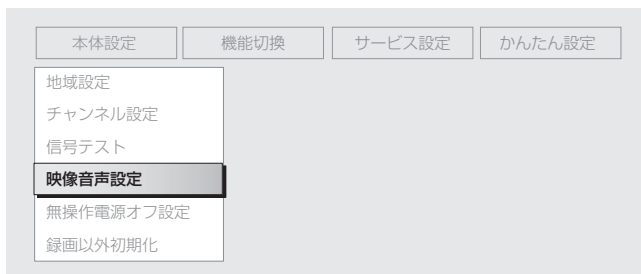 本体設定 機能切換 サービス設定 かんたん設定
地域設定
チャンネル設定
信号テスト
映像音声設定
無操作電源オフ設定
録画以外初期化